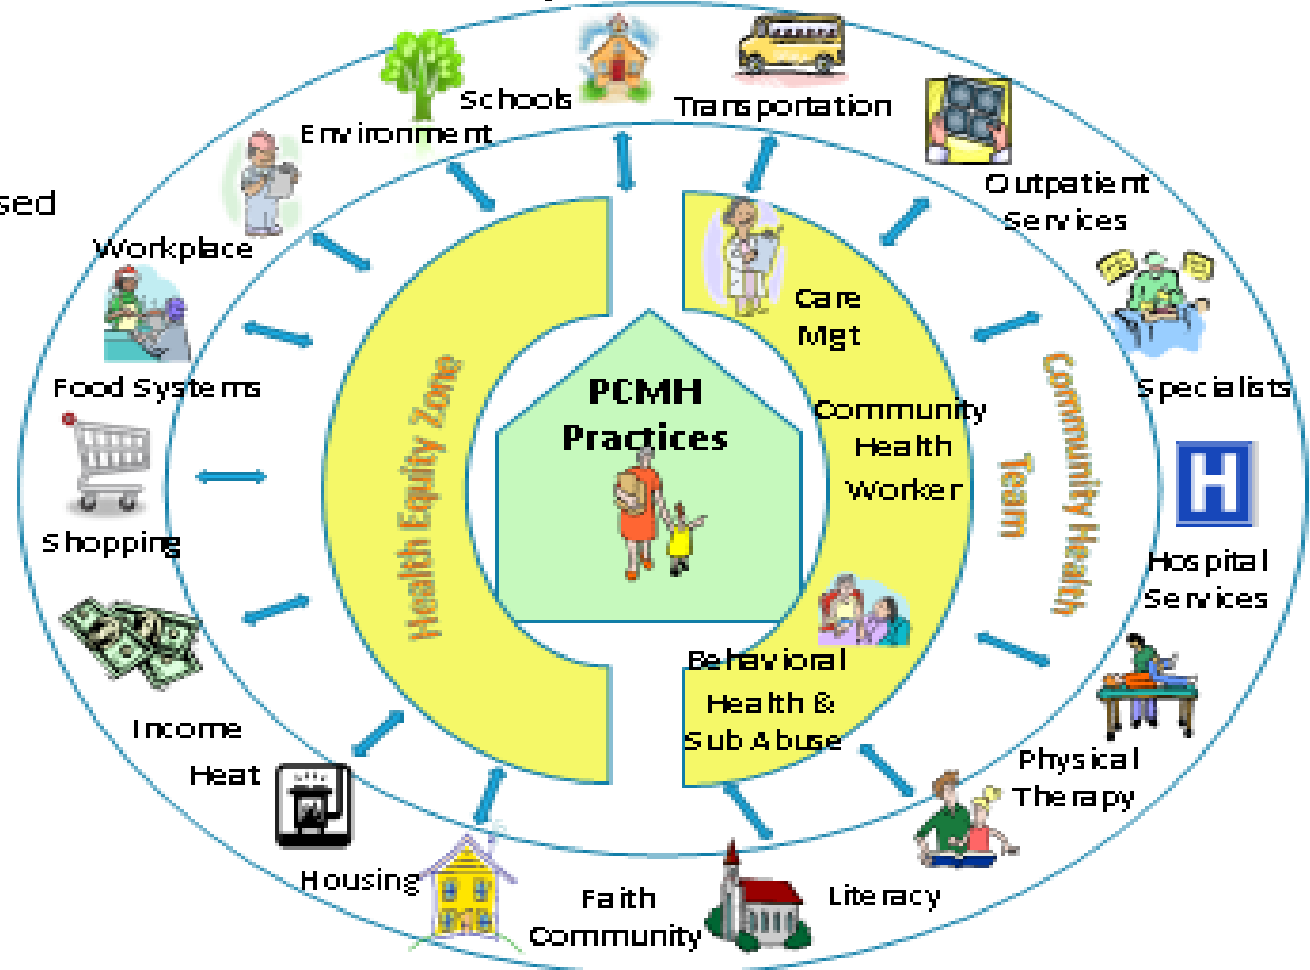 Schools
Transportation
Environment
Outpatient
Services
sed
Workplace
Care
Mgt
Food Systems
Specialists
PCMH
Practices
Community
Health
Worker
Health Equity Zone
Community Health
Team
Shopping
Hospital
Services
H
Behavioral
Health &
Sub Abuse
Income
Heat
Physical
Therapy
Housing
Faith
Community
Literacy